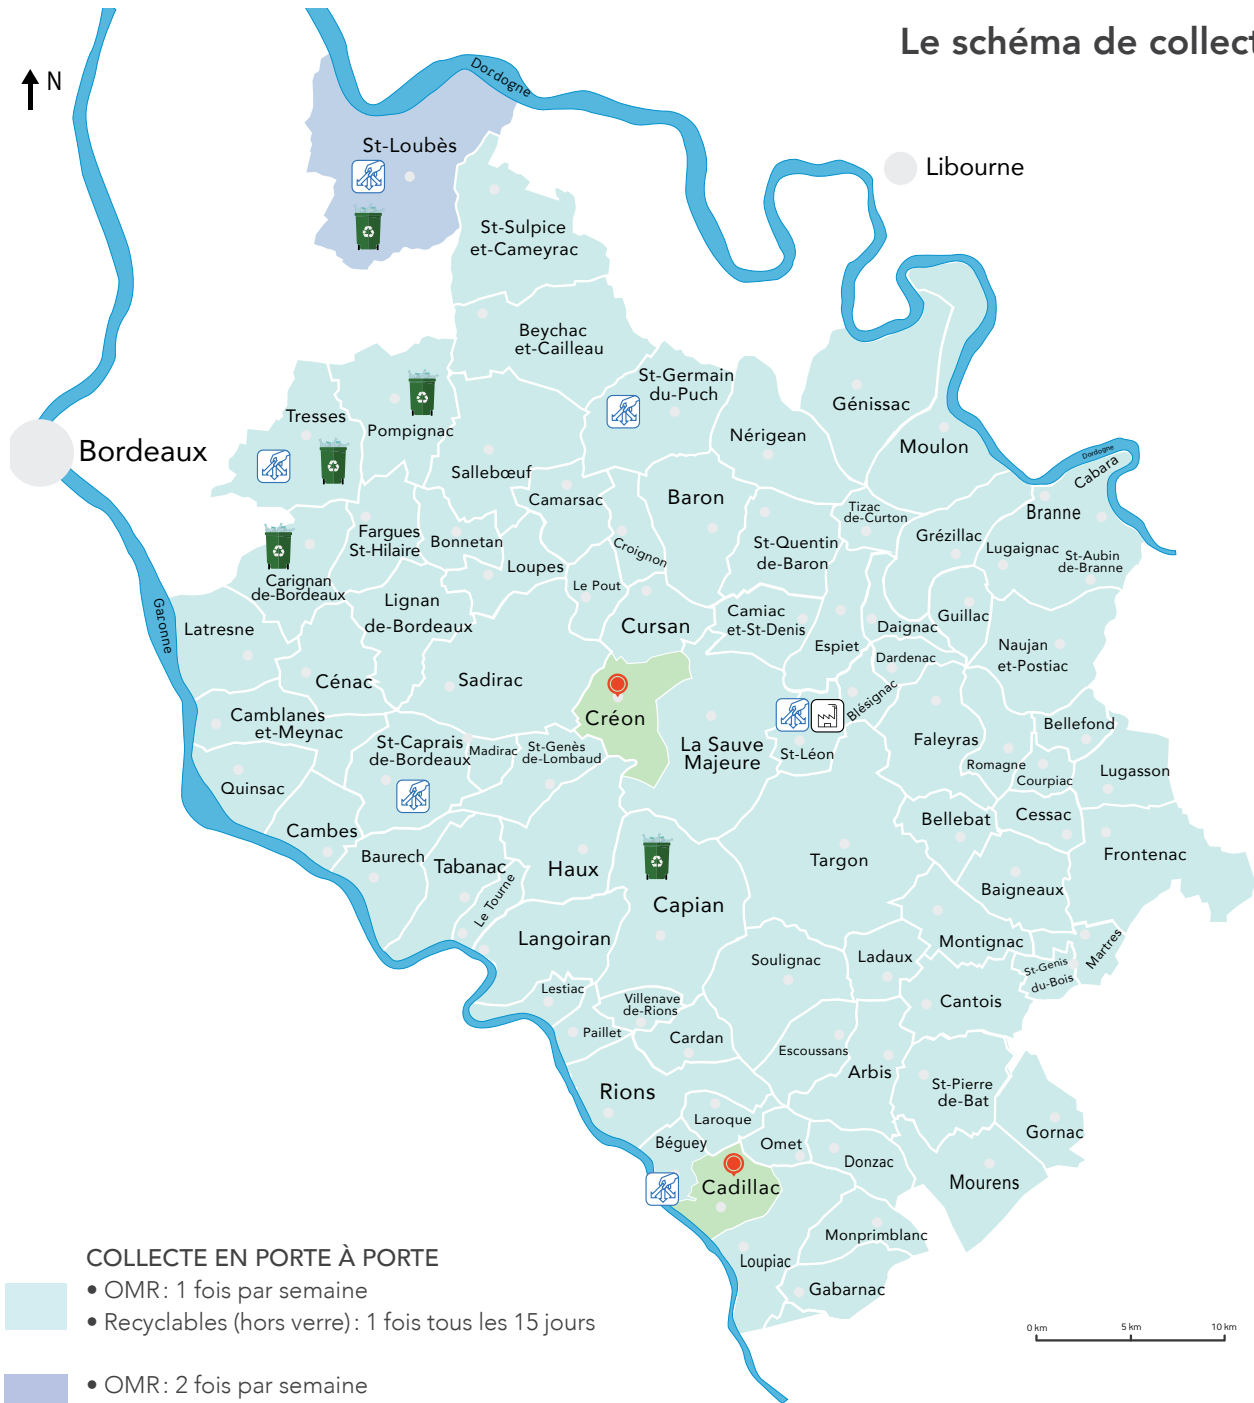 Le schéma de collect
N
Dordogne
St-Loubès
Libourne
St-Sulpice
et-Cameyrac
Beychac
et-Cailleau
St-Germain
du-Puch
Génissac
Tresses
Pompignac
Nérigean
Moulon
Bordeaux
Sallebœuf
Dordogne
Cabara
Camarsac
Baron
Tizac
de-Curton
Branne
Fargues
St-Hilaire
Bonnetan
Croignon
St-Quentin
de-Baron
Grézillac
Lugaignac
St-Aubin
de-Branne
Loupes
Carignan
de-Bordeaux
Le Pout
Garonne
Lignan
de-Bordeaux
Latresne
Cursan
Camiac
et-St-Denis
Guillac
Daignac
Espiet
Naujan
et-Postiac
Dardenac
Cénac
Sadirac
Blésignac
Créon
Camblanes
et-Meynac
St-Caprais
de-Bordeaux
Madirac
St-Genès
de-Lombaud
La Sauve
Majeure
St-Léon
Faleyras
Bellefond
Romagne
Courpiac
Lugasson
Quinsac
Cambes
Bellebat
Cessac
Baurech
Tabanac
Haux
Targon
Frontenac
Le Tourne
Baigneaux
Capian
Langoiran
Montignac
Martres
Soulignac
Ladaux
St-Genis
du-Bois
Lestiac
Villenave
de-Rions
Cantois
Paillet
Cardan
Escoussans
Arbis
St-Pierre
de-Bat
Rions
Laroque
Gornac
Béguey
Omet
Donzac
Mourens
Cadillac
Monprimblanc
Loupiac
Gabarnac
COLLECTE EN PORTE À PORTE
• OMR : 1 fois par semaine
• Recyclables (hors verre) : 1 fois tous les 15 jours
• OMR : 2 fois par semaine
0 km
5 km
10 km